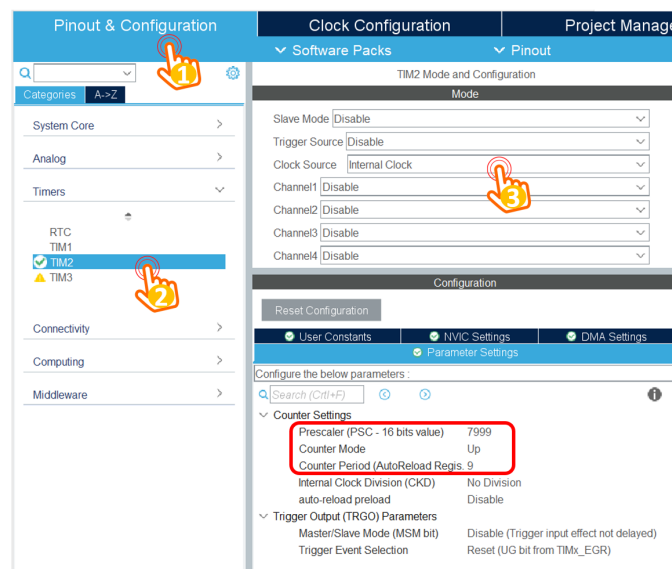 Pinout & Configuration
Clock Configuration
Project Manage
Software Packs
Pinout
1
Categories
A->Z
System Core
Analog
Timers
RTC
TIM1
TIM2
TIM3
2
Connectivity
Computing
Middleware
TIM2 Mode and Configuration
Mode
Slave Mode Disable
Trigger Source Disable
Clock Source Internal Clock
Channel1 Disable
Channel2 Disable
Channel3 Disable
Channel4 Disable
3
Configuration
Reset Configuration
User Constants
NVIC Settings
DMA Settings
Parameter Settings
Configure the below parameters :
Search (Crtl+F)
Counter Settings
Prescaler (PSC - 16 bits value) 7999
Counter Mode Up
Counter Period (AutoReload Regis. 9
Internal Clock Division (CKD) No Division
auto-reload preload Disable
Trigger Output (TRGO) Parameters
Master/Slave Mode (MSM bit) Disable (Trigger input effect not delayed)
Trigger Event Selection Reset (UG bit from TIMx_EGR)